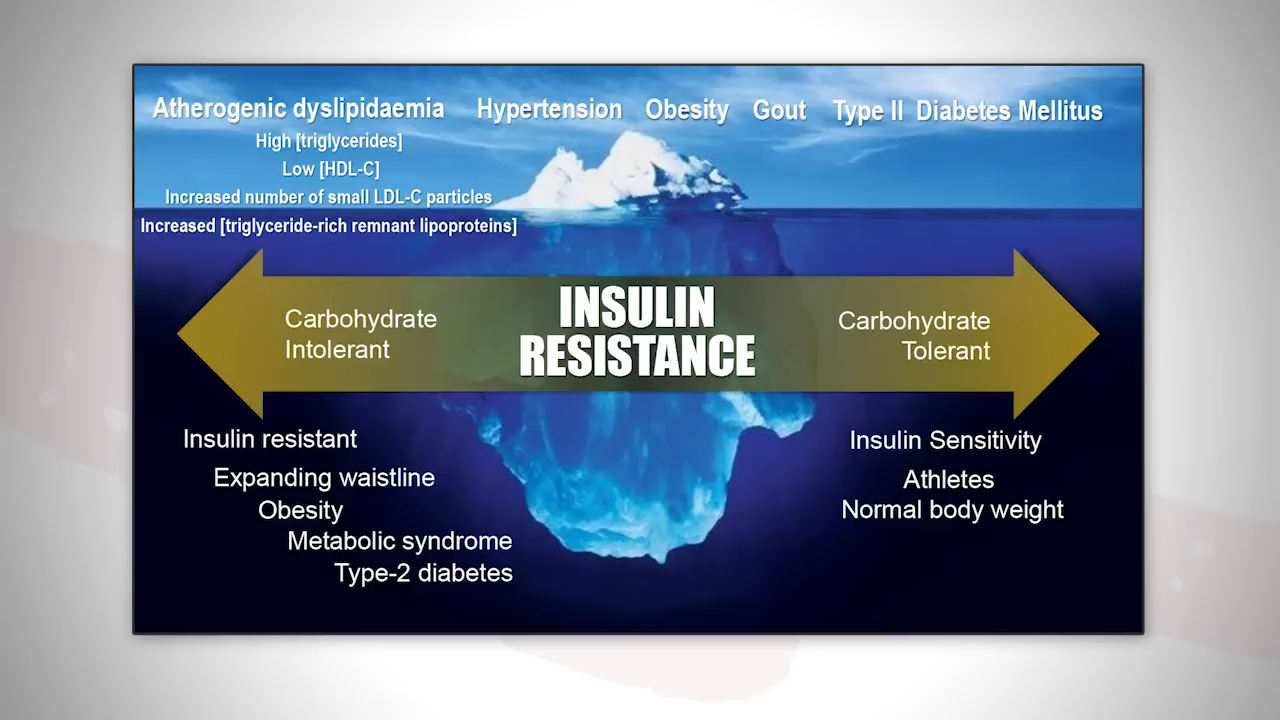 Atherogenic dyslipidaemia Hypertension Obesity Gout Type II Diabetes Mellitus
High [triglycerides]
Low [HDL-C]
Increased number of small LDL-C particles
Increased [triglyceride-rich remnant lipoproteins]
INSULIN
RESISTANCE
Carbohydrate
Intolerant
Carbohydrate
Tolerant
Insulin resistant
Expanding waistline
Obesity
Metabolic syndrome
Type-2 diabetes
Insulin Sensitivity
Athletes
Normal body weight